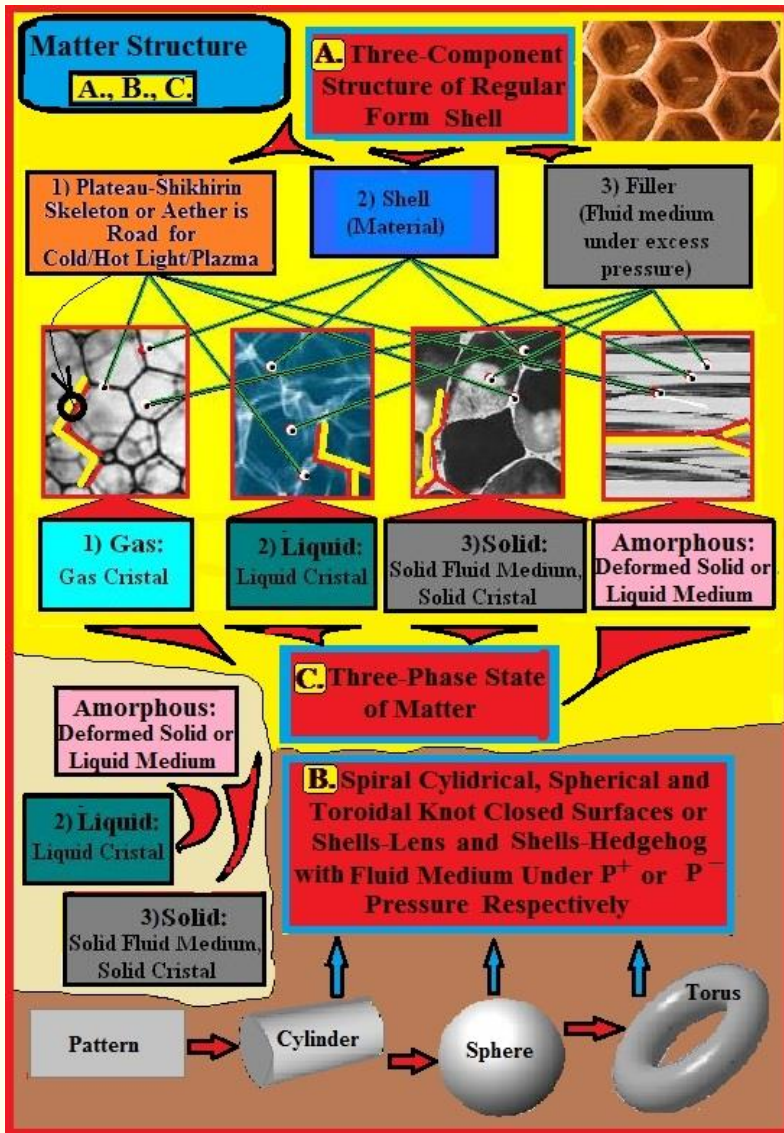 Matter Structure
A., B., C.
A. Three-Component
Structure of Regular
Form Shell
1) Plateau-Shikhirin
Skeleton or Aether is
Road for
Cold/Hot Light/Plazma
2) Shell
(Material)
3) Filler
(Fluid medium
under excess
pressure)
1) Gas:
Gas Cristal
2) Liquid:
Liquid Cristal
3)Solid:
Solid Fluid Medium,
Solid Cristal
Amorphous:
Deformed Solid or
Liquid Medium
C. Three-Phase State
of Matter
Amorphous:
Deformed Solid or
Liquid Medium
2) Liquid:
Liquid Cristal
3)Solid:
Solid Fluid Medium,
Solid Cristal
B. Spiral Cylidrical, Spherical and
Toroidal Knot Closed Surfaces or
Shells-Lens and Shells-Hedgehog
with Fluid Medium Under P⁺ or P⁻
Pressure Respectively
Pattern
Cylinder
Sphere
Torus